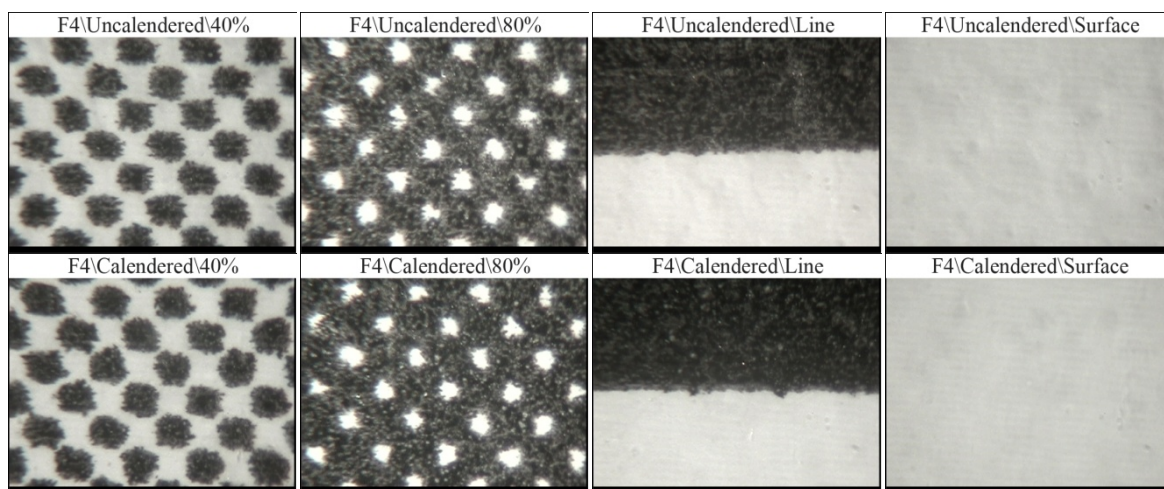 F4\Uncalendered\40%
F4\Uncalendered\80%
F4\Uncalendered\Line
F4\Uncalendered\Surface
F4\Calendered\40%
F4\Calendered\80%
F4\Calendered\Line
F4\Calendered\Surface